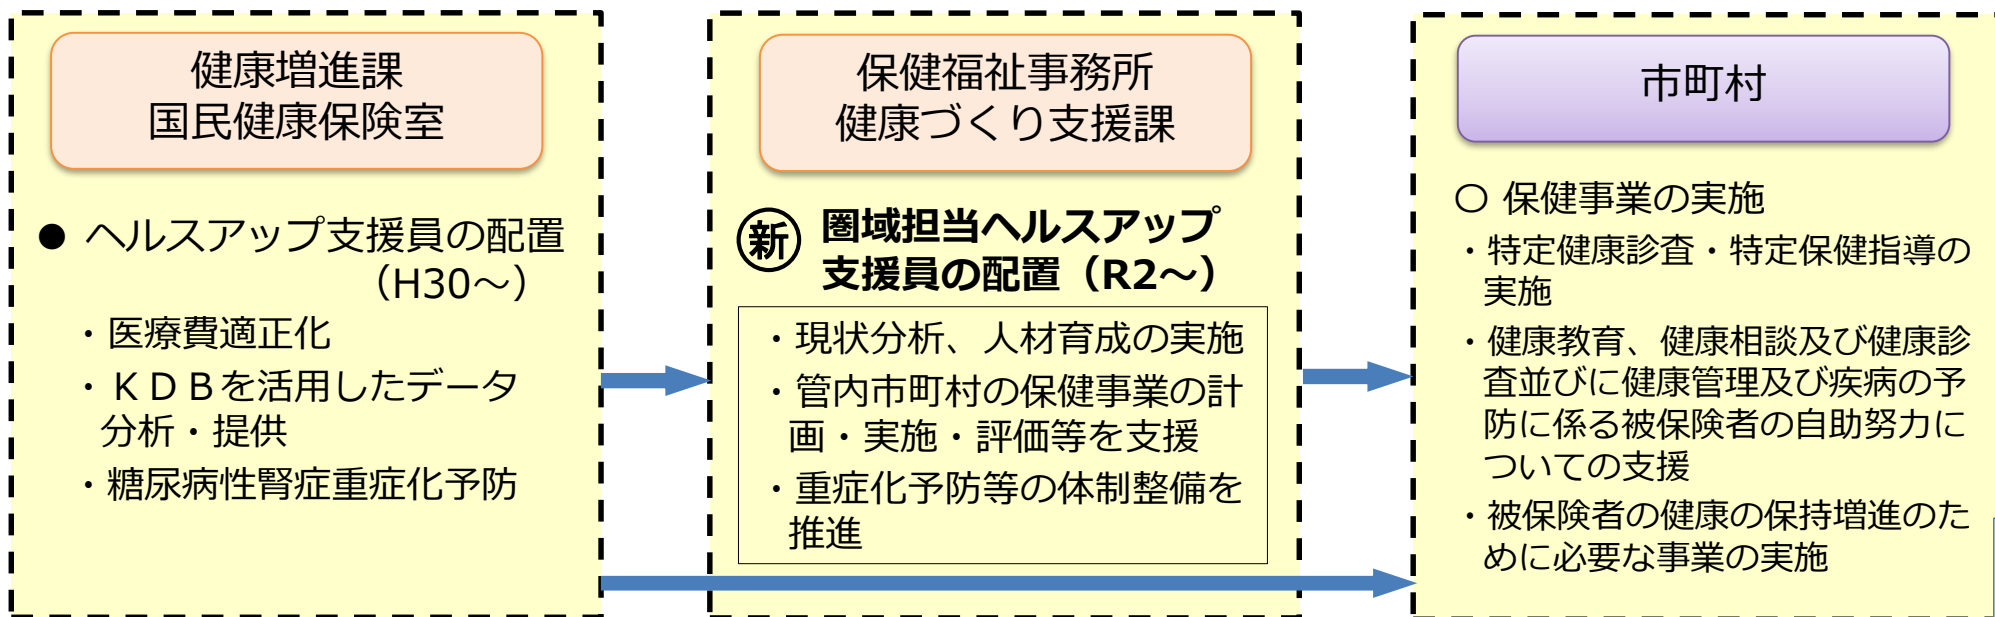 健康増進課
国民健康保険室
● ヘルスアップ支援員の配置
（H30～）
・医療費適正化
・ＫＤＢを活用したデータ
分析・提供
・糖尿病性腎症重症化予防
保健福祉事務所
健康づくり支援課
新 圏域担当ヘルスアップ
支援員の配置（R2～）
・現状分析、人材育成の実施
・管内市町村の保健事業の計
画・実施・評価等を支援
・重症化予防等の体制整備を
推進
市町村
○ 保健事業の実施
・特定健康診査・特定保健指導の
実施
・健康教育、健康相談及び健康診
査並びに健康管理及び疾病の予
防に係る被保険者の自助努力に
ついての支援
・被保険者の健康の保持増進のた
めに必要な事業の実施